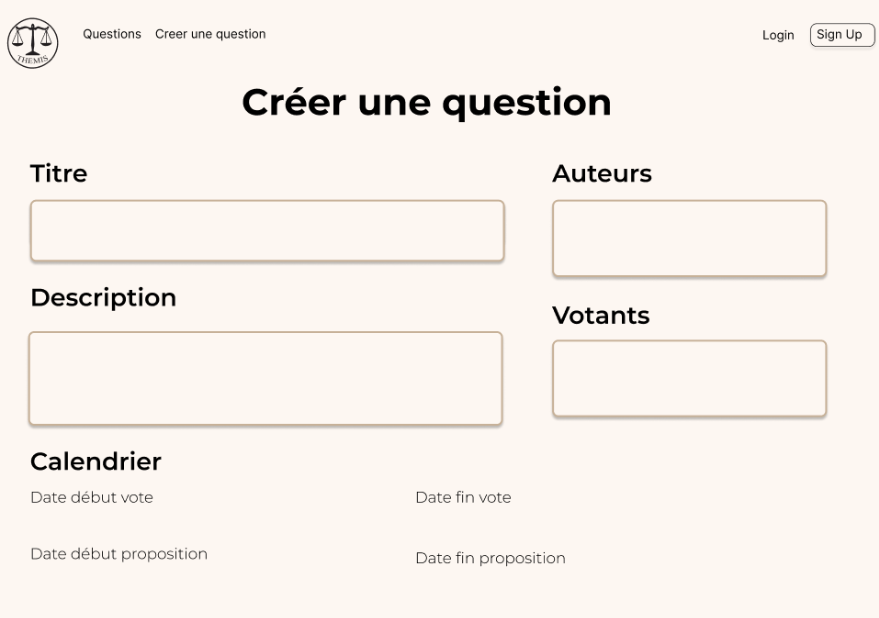 THEMIS
Questions Creer une question
Login Sign Up
Créer une question
Titre
Auteurs
Description
Votants
Calendrier
Date début vote
Date fin vote
Date début proposition
Date fin proposition